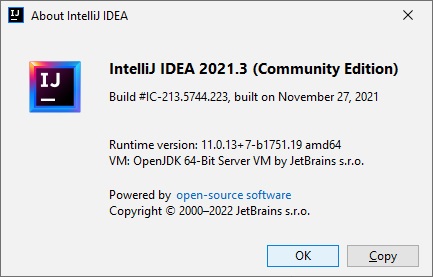 About IntelliJ IDEA
IJ
IntelliJ IDEA 2021.3 (Community Edition)
Build #IC-213.5744.223, built on November 27, 2021
Runtime version: 11.0.13+7-b1751.19 amd64
VM: OpenJDK 64-Bit Server VM by JetBrains s.r.o.
Powered by open-source software
Copyright © 2000–2022 JetBrains s.r.o.
OK
Copy